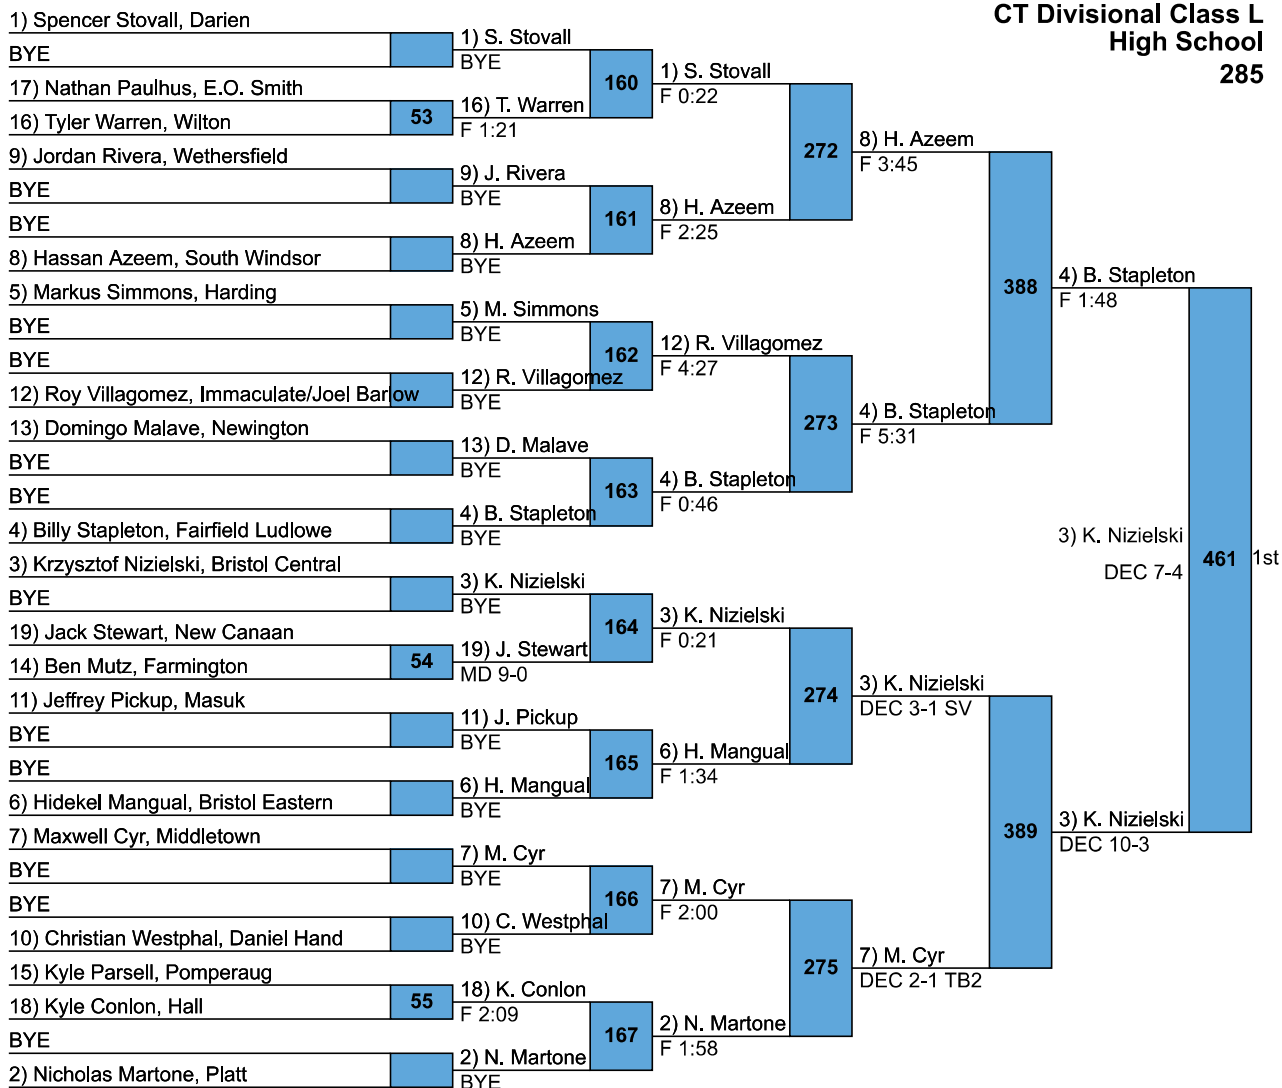 CT Divisional Class L
High School
285
1) Spencer Stovall, Darien
BYE
17) Nathan Paulhus, E.O. Smith
16) Tyler Warren, Wilton
9) Jordan Rivera, Wethersfield
BYE
BYE
8) Hassan Azeem, South Windsor
5) Markus Simmons, Harding
BYE
BYE
12) Roy Villagomez, Immaculate/Joel Barlow
13) Domingo Malave, Newington
BYE
BYE
4) Billy Stapleton, Fairfield Ludlowe
3) Krzysztof Nizielski, Bristol Central
BYE
19) Jack Stewart, New Canaan
14) Ben Mutz, Farmington
11) Jeffrey Pickup, Masuk
BYE
BYE
6) Hidekel Mangual, Bristol Eastern
7) Maxwell Cyr, Middletown
BYE
BYE
10) Christian Westphal, Daniel Hand
15) Kyle Parsell, Pomperaug
18) Kyle Conlon, Hall
BYE
2) Nicholas Martone, Platt
53
54
55
1) S. Stovall
BYE
16) T. Warren
F 1:21
9) J. Rivera
BYE
8) H. Azeem
BYE
5) M. Simmons
BYE
12) R. Villagomez
BYE
13) D. Malave
BYE
4) B. Stapleton
BYE
3) K. Nizielski
BYE
19) J. Stewart
MD 9-0
11) J. Pickup
BYE
6) H. Mangual
BYE
7) M. Cyr
BYE
10) C. Westphal
BYE
18) K. Conlon
F 2:09
2) N. Martone
BYE
160
161
162
163
164
165
166
167
1) S. Stovall
F 0:22
8) H. Azeem
F 2:25
12) R. Villagomez
F 4:27
4) B. Stapleton
F 0:46
3) K. Nizielski
F 0:21
6) H. Mangual
F 1:34
7) M. Cyr
F 2:00
2) N. Martone
F 1:58
272
273
274
275
8) H. Azeem
F 3:45
4) B. Stapleton
F 5:31
3) K. Nizielski
DEC 3-1 SV
7) M. Cyr
DEC 2-1 TB2
388
389
4) B. Stapleton
F 1:48
3) K. Nizielski
DEC 10-3
3) K. Nizielski
DEC 7-4
461
1st